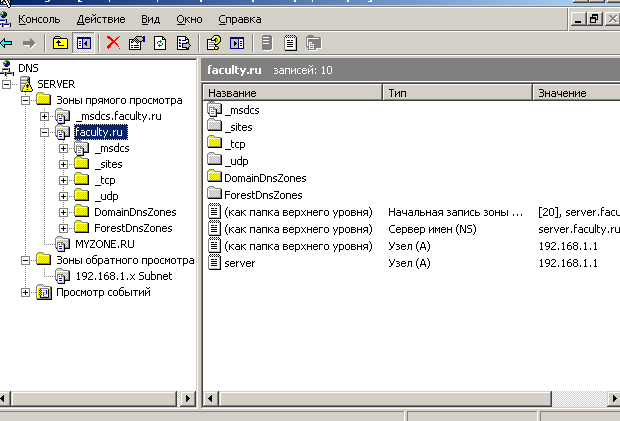 Консоль Действие Вид Окно Справка
DNS
SERVER
Зоны прямого просмотра
_msdcs.faculty.ru
faculty.ru
_msdcs
_sites
_tcp
_udp
DomainDnsZones
ForestDnsZones
MYZONE.RU
Зоны обратного просмотра
192.168.1.x Subnet
Просмотр событий
faculty.ru записей: 10
Название Тип Значение
_msdcs
_sites
_tcp
_udp
DomainDnsZones
ForestDnsZones
(как папка верхнего уровня) Начальная запись зоны ... [20], server.facu
(как папка верхнего уровня) Сервер имен (NS) server.faculty.ru
(как папка верхнего уровня) Узел (A) 192.168.1.1
server Узел (A) 192.168.1.1